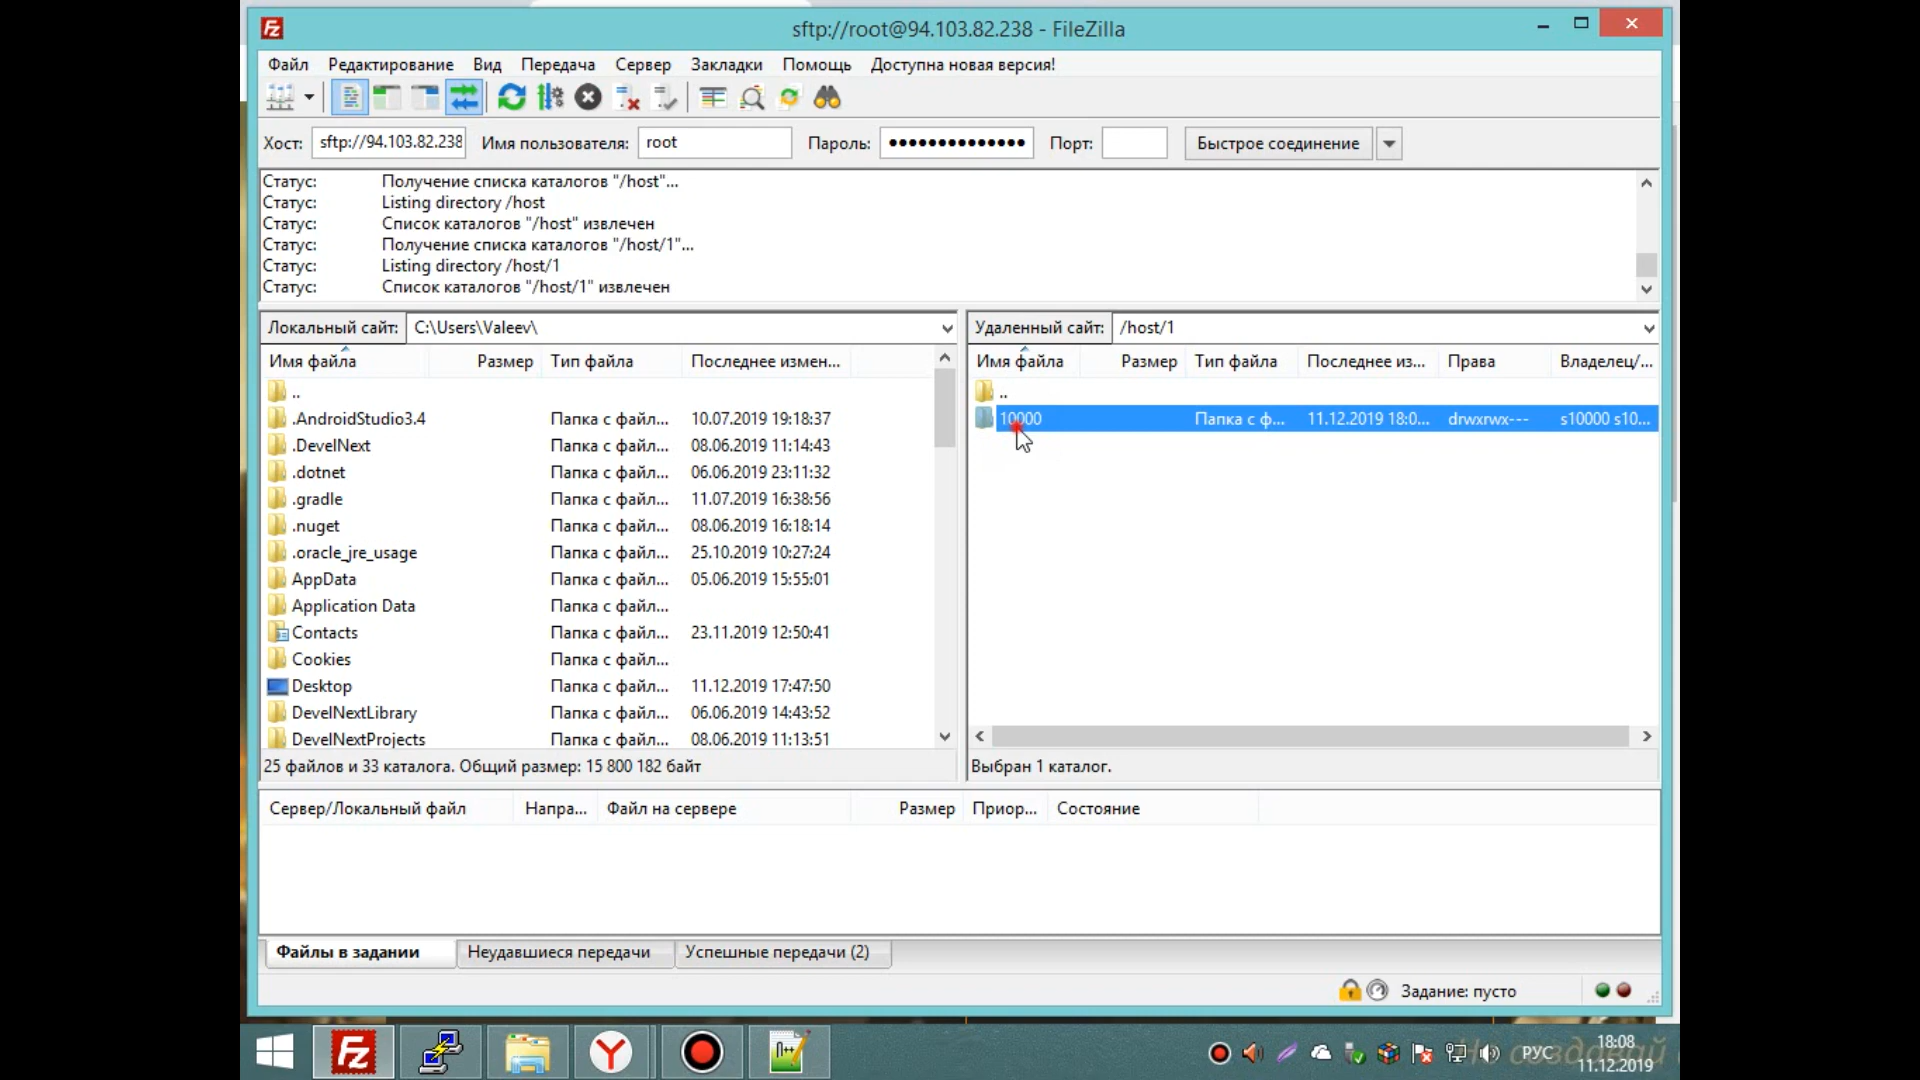 sftp://root@94.103.82.238 - FileZilla
Файл Редактирование Вид Передача Сервер Закладки Помощь Доступна новая версия!
Хост: sftp://94.103.82.238 Имя пользователя: root Пароль: ●●●●●●●●●●●●●● Порт: Быстрое соединение
Статус: Получение списка каталогов "/host"...
Статус: Listing directory /host
Статус: Список каталогов "/host" извлечен
Статус: Получение списка каталогов "/host/1"...
Статус: Listing directory /host/1
Статус: Список каталогов "/host/1" извлечен
Локальный сайт: C:\Users\Valeev\
Имя файла Размер Тип файла Последнее измен...
..
.AndroidStudio3.4 Папка с файл... 10.07.2019 19:18:37
.DevelNext Папка с файл... 08.06.2019 11:14:43
.dotnet Папка с файл... 06.06.2019 23:11:32
.gradle Папка с файл... 11.07.2019 16:38:56
.nuget Папка с файл... 08.06.2019 16:18:14
.oracle_jre_usage Папка с файл... 25.10.2019 10:27:24
AppData Папка с файл... 05.06.2019 15:55:01
Application Data Папка с файл...
Contacts Папка с файл... 23.11.2019 12:50:41
Cookies Папка с файл...
Desktop Папка с файл... 11.12.2019 17:47:50
DevelNextLibrary Папка с файл... 06.06.2019 14:43:52
DevelNextProjects Папка с файл... 08.06.2019 11:13:51
25 файлов и 33 каталога. Общий размер: 15 800 182 байт
Удаленный сайт: /host/1
Имя файла Размер Тип файла Последнее из... Права Владелец/...
..
10000 Папка с ф... 11.12.2019 18:0... drwxrwx--- s10000 s10...
Выбран 1 каталог.
Сервер/Локальный файл Напра... Файл на сервере Размер Приор... Состояние
Файлы в задании Неудавшиеся передачи Успешные передачи (2)
Задание: пусто
РУС
18:08
11.12.2019